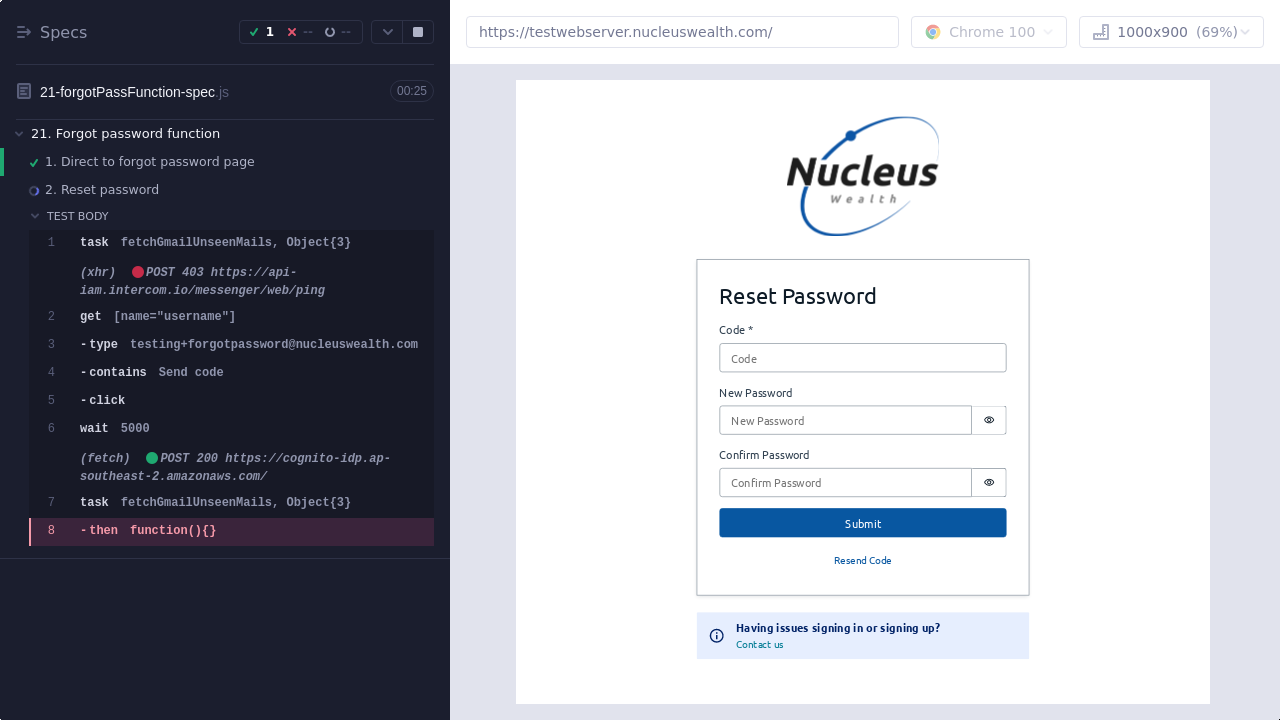 Specs
1 -- --
21-forgotPassFunction-spec.js 00:25
21. Forgot password function
1. Direct to forgot password page
2. Reset password
TEST BODY
1 task fetchGmailUnseenMails, Object{3}
(xhr) POST 403 https://api-
iam.intercom.io/messenger/web/ping
2 get [name="username"]
3 -type testing+forgotpassword@nucleuswealth.com
4 -contains Send code
5 -click
6 wait 5000
(fetch) POST 200 https://cognito-idp.ap-
southeast-2.amazonaws.com/
7 task fetchGmailUnseenMails, Object{3}
8 -then function(){}
https://testwebserver.nucleuswealth.com/
Chrome 100
1000x900 (69%)
Nucleus
Wealth
Reset Password
Code *
Code
New Password
New Password
Confirm Password
Confirm Password
Submit
Resend Code
Having issues signing in or signing up?
Contact us